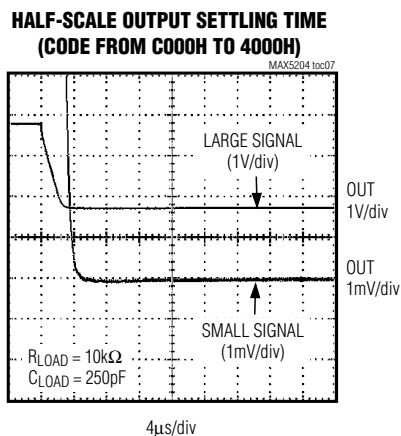 HALF-SCALE OUTPUT SETTLING TIME
(CODE FROM C000H TO 4000H)
MAX5204 toc07
LARGE SIGNAL
(1V/div)
OUT
1V/div
OUT
1mV/div
SMALL SIGNAL
(1mV/div)
RLOAD = 10kΩ
CLOAD = 250pF
4µs/div